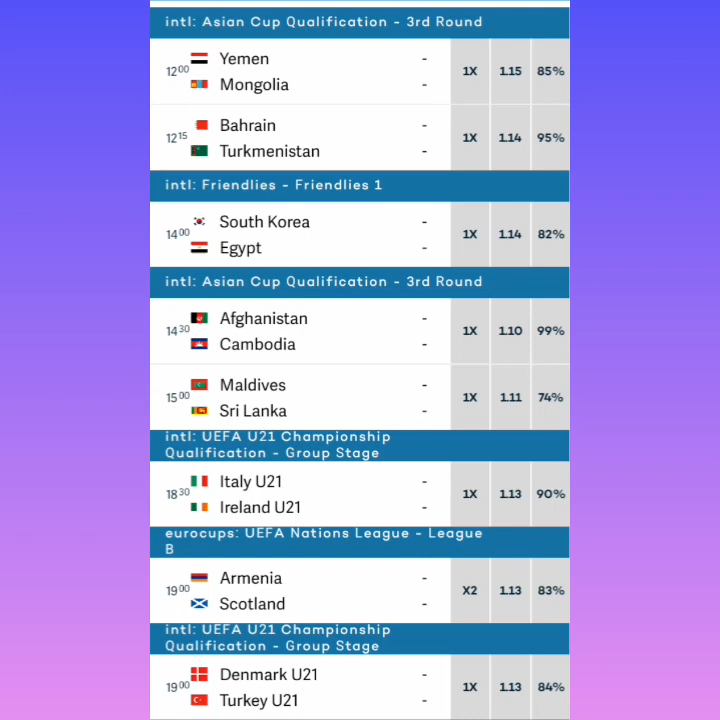 intl: Asian Cup Qualification - 3rd Round
12 00 Yemen - 1X 1.15 85%
Mongolia -
12 15 Bahrain - 1X 1.14 95%
Turkmenistan -
intl: Friendlies - Friendlies 1
14 00 South Korea - 1X 1.14 82%
Egypt -
intl: Asian Cup Qualification - 3rd Round
14 30 Afghanistan - 1X 1.10 99%
Cambodia -
15 00 Maldives - 1X 1.11 74%
Sri Lanka -
intl: UEFA U21 Championship
Qualification - Group Stage
18 30 Italy U21 - 1X 1.13 90%
Ireland U21 -
eurocups: UEFA Nations League - League
B
19 00 Armenia - X2 1.13 83%
Scotland -
intl: UEFA U21 Championship
Qualification - Group Stage
19 00 Denmark U21 - 1X 1.13 84%
Turkey U21 -